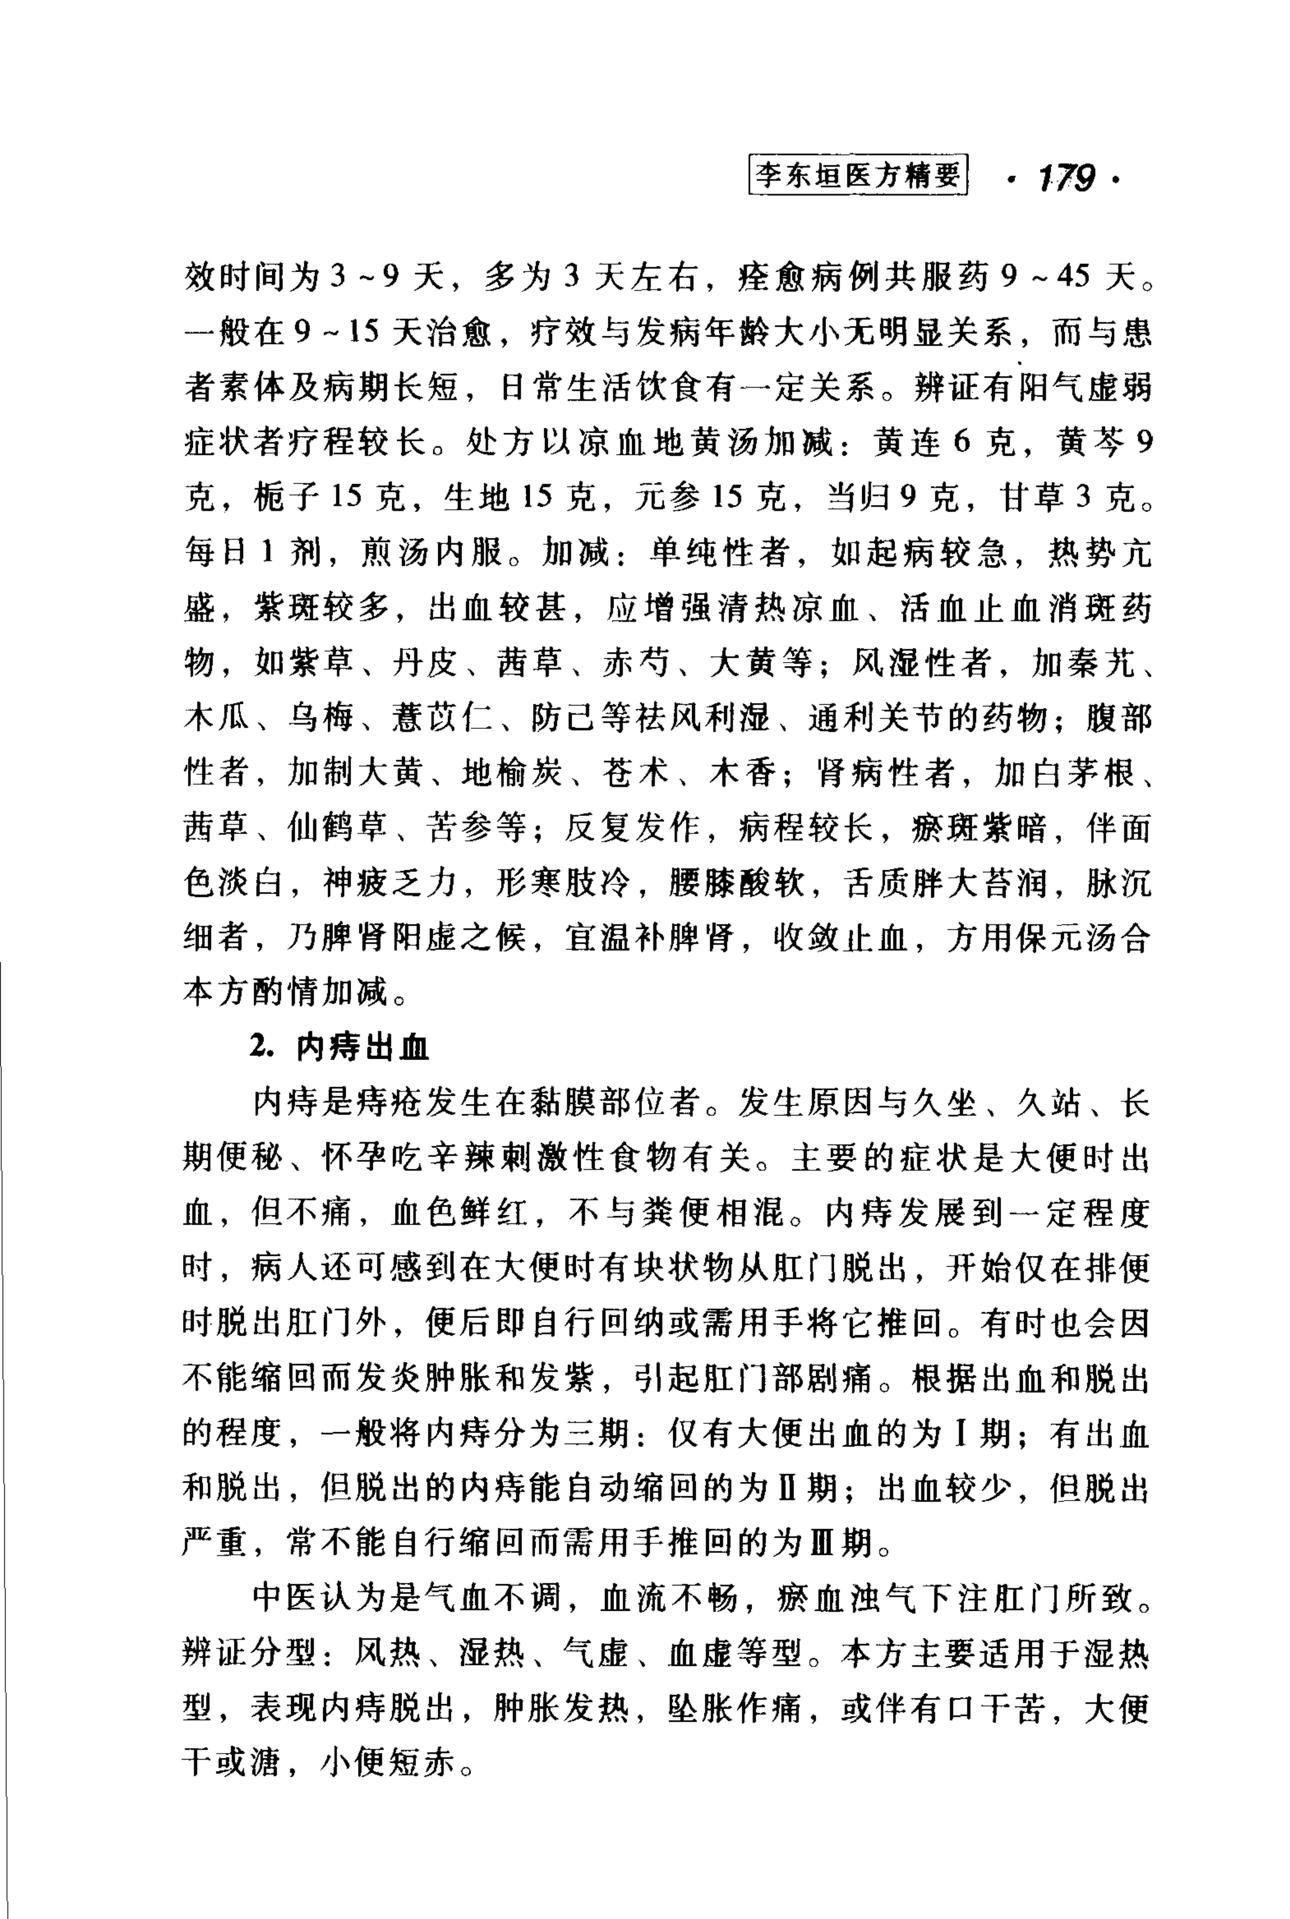 李东垣医方精要 · 179 ·
效时间为3～9天，多为3天左右，痊愈病例共服药9～45天。
一般在9～15天治愈，疗效与发病年龄大小无明显关系，而与患
者素体及病期长短，日常生活饮食有一定关系。辨证有阳气虚弱
症状者疗程较长。处方以凉血地黄汤加减：黄连6克，黄芩9
克，栀子15克，生地15克，元参15克，当归9克，甘草3克。
每日1剂，煎汤内服。加减：单纯性者，如起病较急，热势亢
盛，紫斑较多，出血较甚，应增强清热凉血、活血止血消斑药
物，如紫草、丹皮、茜草、赤芍、大黄等；风湿性者，加秦艽、
木瓜、乌梅、薏苡仁、防己等祛风利湿、通利关节的药物；腹部
性者，加制大黄、地榆炭、苍术、木香；肾病性者，加白茅根、
茜草、仙鹤草、苦参等；反复发作，病程较长，瘀斑紫暗，伴面
色淡白，神疲乏力，形寒肢冷，腰膝酸软，舌质胖大苔润，脉沉
细者，乃脾肾阳虚之候，宜温补脾肾，收敛止血，方用保元汤合
本方酌情加减。
2. 内痔出血
内痔是痔疮发生在黏膜部位者。发生原因与久坐、久站、长
期便秘、怀孕吃辛辣刺激性食物有关。主要的症状是大便时出
血，但不痛，血色鲜红，不与粪便相混。内痔发展到一定程度
时，病人还可感到在大便时有块状物从肛门脱出，开始仅在排便
时脱出肛门外，便后即自行回纳或需用手将它推回。有时也会因
不能缩回而发炎肿胀和发紫，引起肛门部剧痛。根据出血和脱出
的程度，一般将内痔分为三期：仅有大便出血的为Ⅰ期；有出血
和脱出，但脱出的内痔能自动缩回的为Ⅱ期；出血较少，但脱出
严重，常不能自行缩回而需用手推回的为Ⅲ期。
中医认为是气血不调，血流不畅，瘀血浊气下注肛门所致。
辨证分型：风热、湿热、气虚、血虚等型。本方主要适用于湿热
型，表现内痔脱出，肿胀发热，坠胀作痛，或伴有口干苦，大便
干或溏，小便短赤。